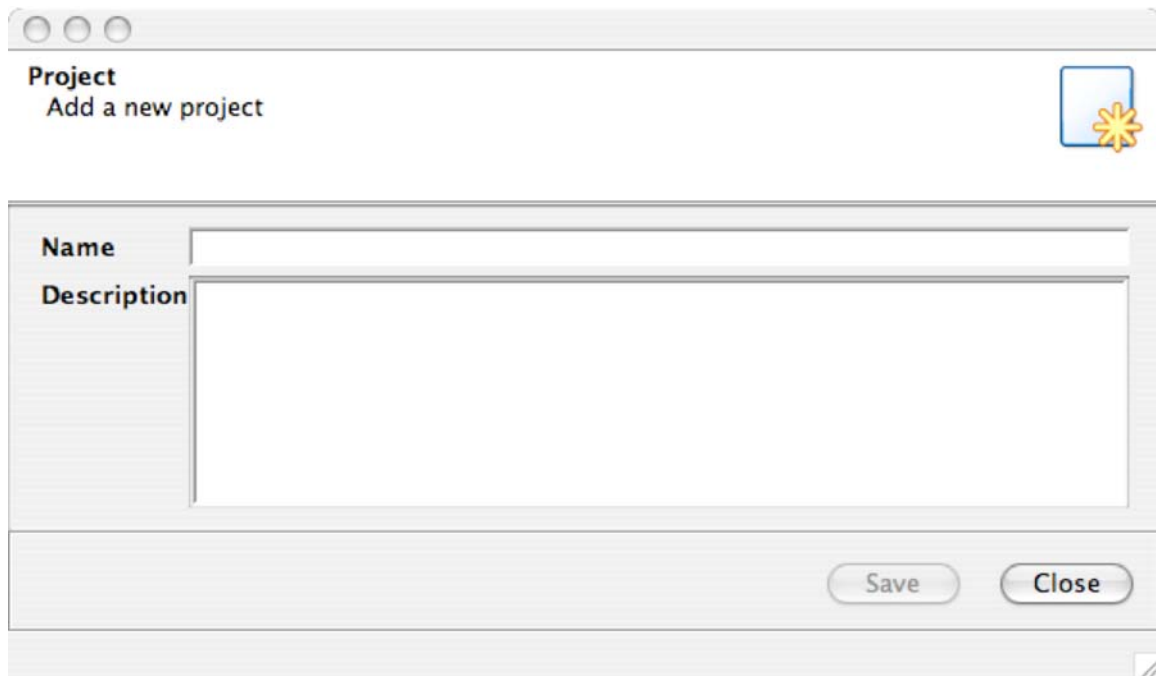 Project
Add a new project
Name
Description
Save
Close